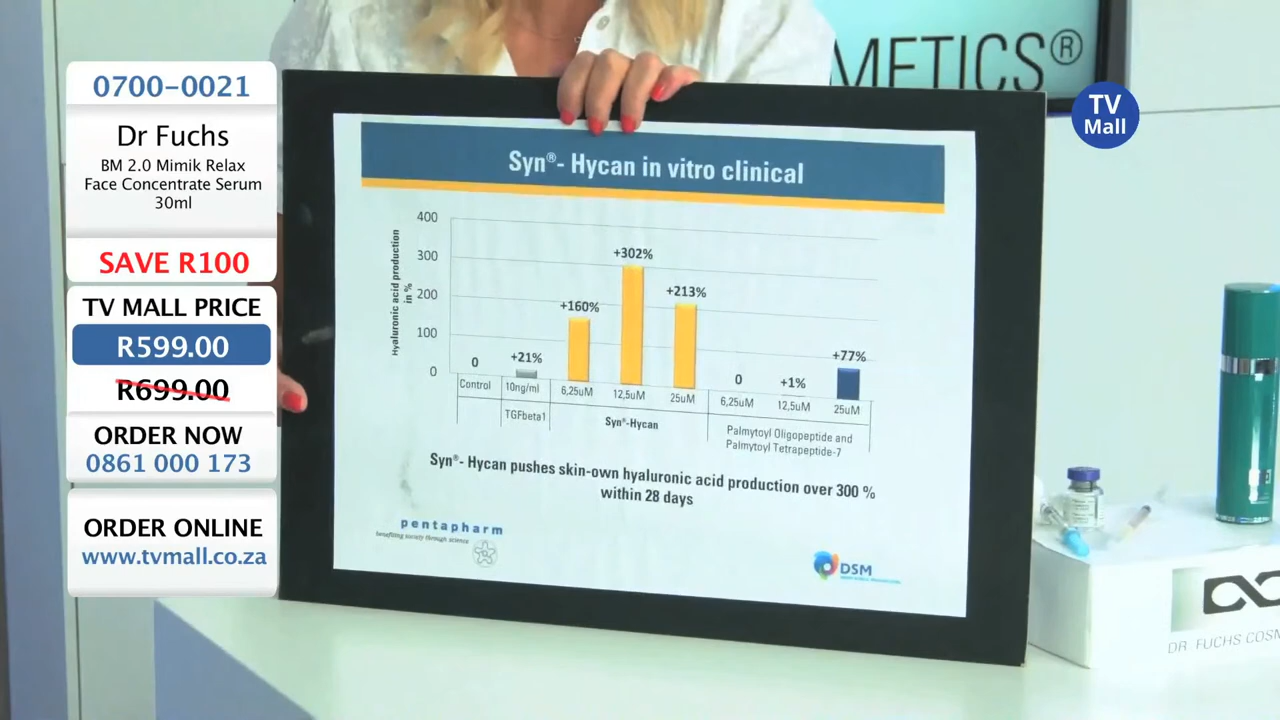 0700-0021
Dr Fuchs
BM 2.0 Mimik Relax
Face Concentrate Serum
30ml
SAVE R100
TV MALL PRICE
R599.00
R699.00
ORDER NOW
0861 000 173
ORDER ONLINE
www.tvmall.co.za
METICS®
TV
Mall
Syn®- Hycan in vitro clinical
Hyaluronic acid production
in %
400
300
200
100
0
0
+21%
+160%
+302%
+213%
0
+1%
+77%
Control
10ng/ml
6,25uM
12,5uM
25uM
6,25uM
12,5uM
25uM
TGFbeta1
Syn®-Hycan
Palmytoyl Oligopeptide and
Palmytoyl Tetrapeptide-7
Syn®- Hycan pushes skin-own hyaluronic acid production over 300 %
within 28 days
pentapharm
benefiting society through science
DSM
DR FUCHS COSM